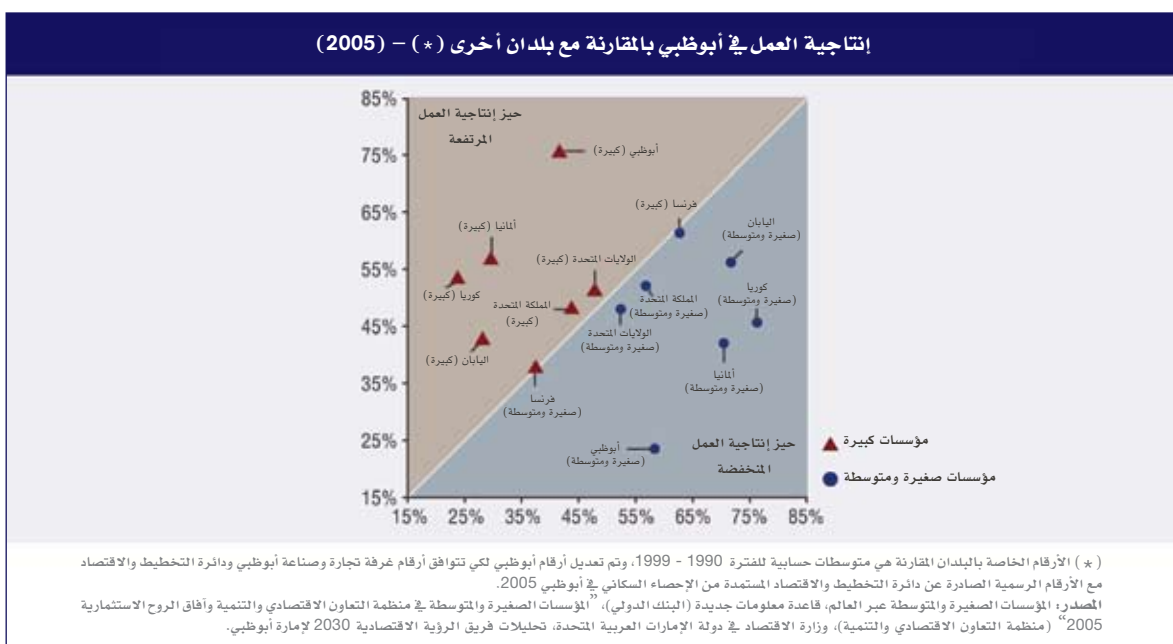 إنتاجية العمل في أبوظبي بالمقارنة مع بلدان أخرى (*) – (2005)
85%
75%
65%
55%
45%
35%
25%
15%
حيز إنتاجية العمل
المرتفعة
أبوظبي (كبيرة)
فرنسا (كبيرة)
اليابان
(صغيرة ومتوسطة)
ألمانيا (كبيرة)
الولايات المتحدة (كبيرة)
كوريا (كبيرة)
المملكة المتحدة
(كبيرة)
المملكة المتحدة
(صغيرة ومتوسطة)
كوريا
(صغيرة ومتوسطة)
الولايات المتحدة
(صغيرة ومتوسطة)
اليابان (كبيرة)
ألمانيا
(صغيرة ومتوسطة)
فرنسا
(صغيرة ومتوسطة)
أبوظبي
(صغيرة ومتوسطة)
حيز إنتاجية العمل
المنخفضة
15% 25% 35% 45% 55% 65% 75% 85%
مؤسسات كبيرة
مؤسسات صغيرة ومتوسطة
(*) الأرقام الخاصة بالبلدان المقارنة هي متوسطات حسابية للفترة 1990 - 1999، وتم تعديل أرقام أبوظبي لكي تتوافق أرقام غرفة تجارة وصناعة أبوظبي ودائرة التخطيط والاقتصاد
مع الأرقام الرسمية الصادرة عن دائرة التخطيط والاقتصاد المستمدة من الإحصاء السكاني في أبوظبي 2005.
المصدر: المؤسسات الصغيرة والمتوسطة عبر العالم، قاعدة معلومات جديدة (البنك الدولي)، "المؤسسات الصغيرة والمتوسطة في منظمة التعاون الاقتصادي والتنمية وآفاق الروح الاستثمارية
2005" (منظمة التعاون الاقتصادي والتنمية)، وزارة الاقتصاد في دولة الإمارات العربية المتحدة، تحليلات فريق الرؤية الاقتصادية 2030 لإمارة أبوظبي.